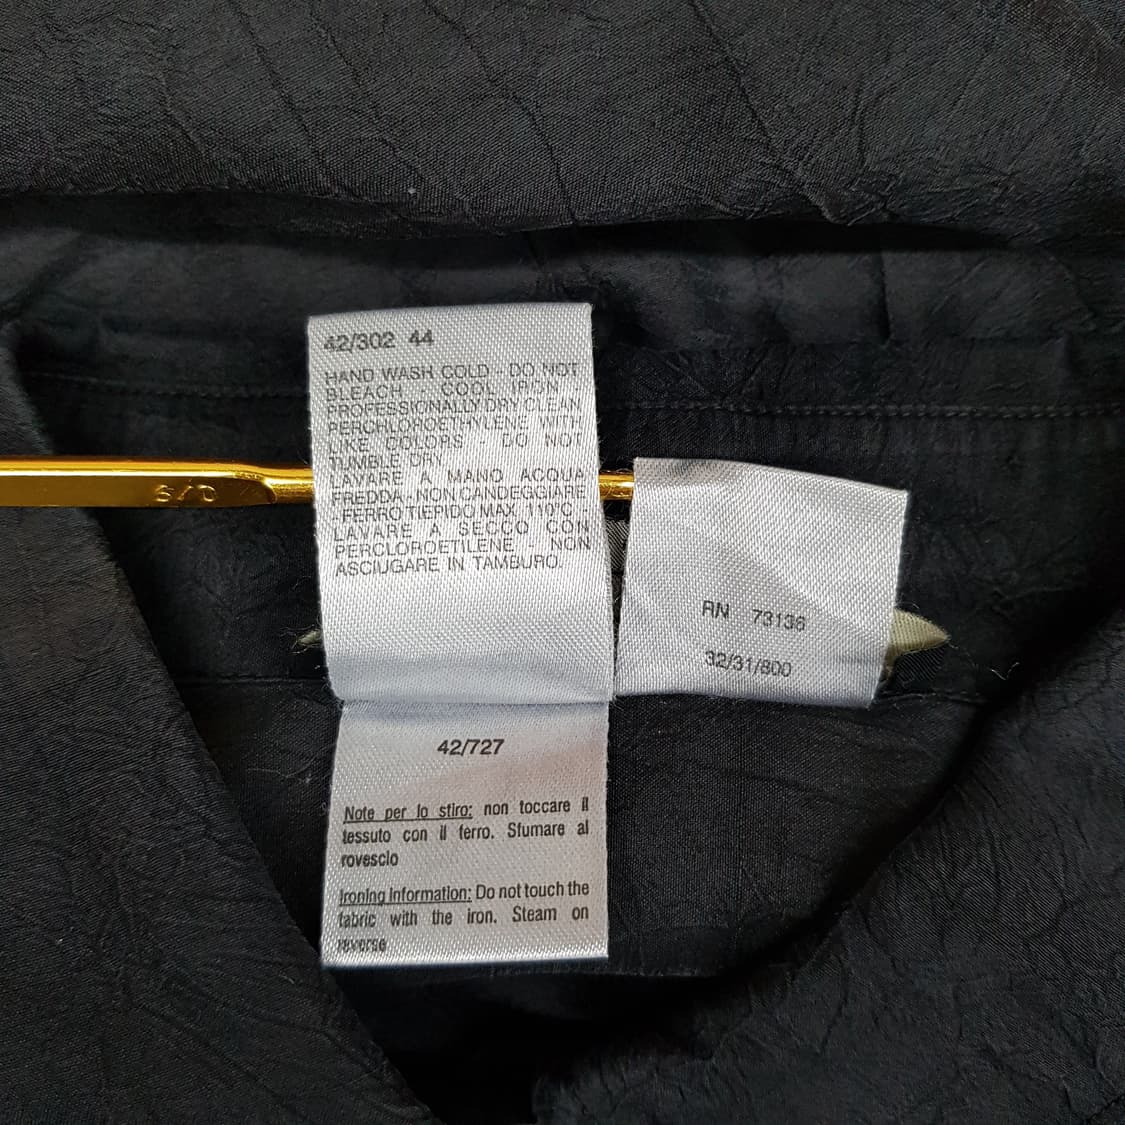 42/302 44
HAND WASH COLD - DO NOT
BLEACH - COOL IRON -
PROFESSIONALLY DRY CLEAN
PERCHLOROETHYLENE WITH
LIKE COLORS - DO NOT
TUMBLE DRY
LAVARE A MANO ACQUA
FREDDA - NON CANDEGGIARE
- FERRO TIEPIDO MAX 110°C -
LAVARE A SECCO CON
PERCLOROETILENE - NON
ASCIUGARE IN TAMBURO.
S/D
RN 73136
32/31/800
42/727
Note per lo stiro: non toccare il
tessuto con il ferro. Sfumare al
rovescio
Ironing information: Do not touch the
fabric with the iron. Steam on
reverse